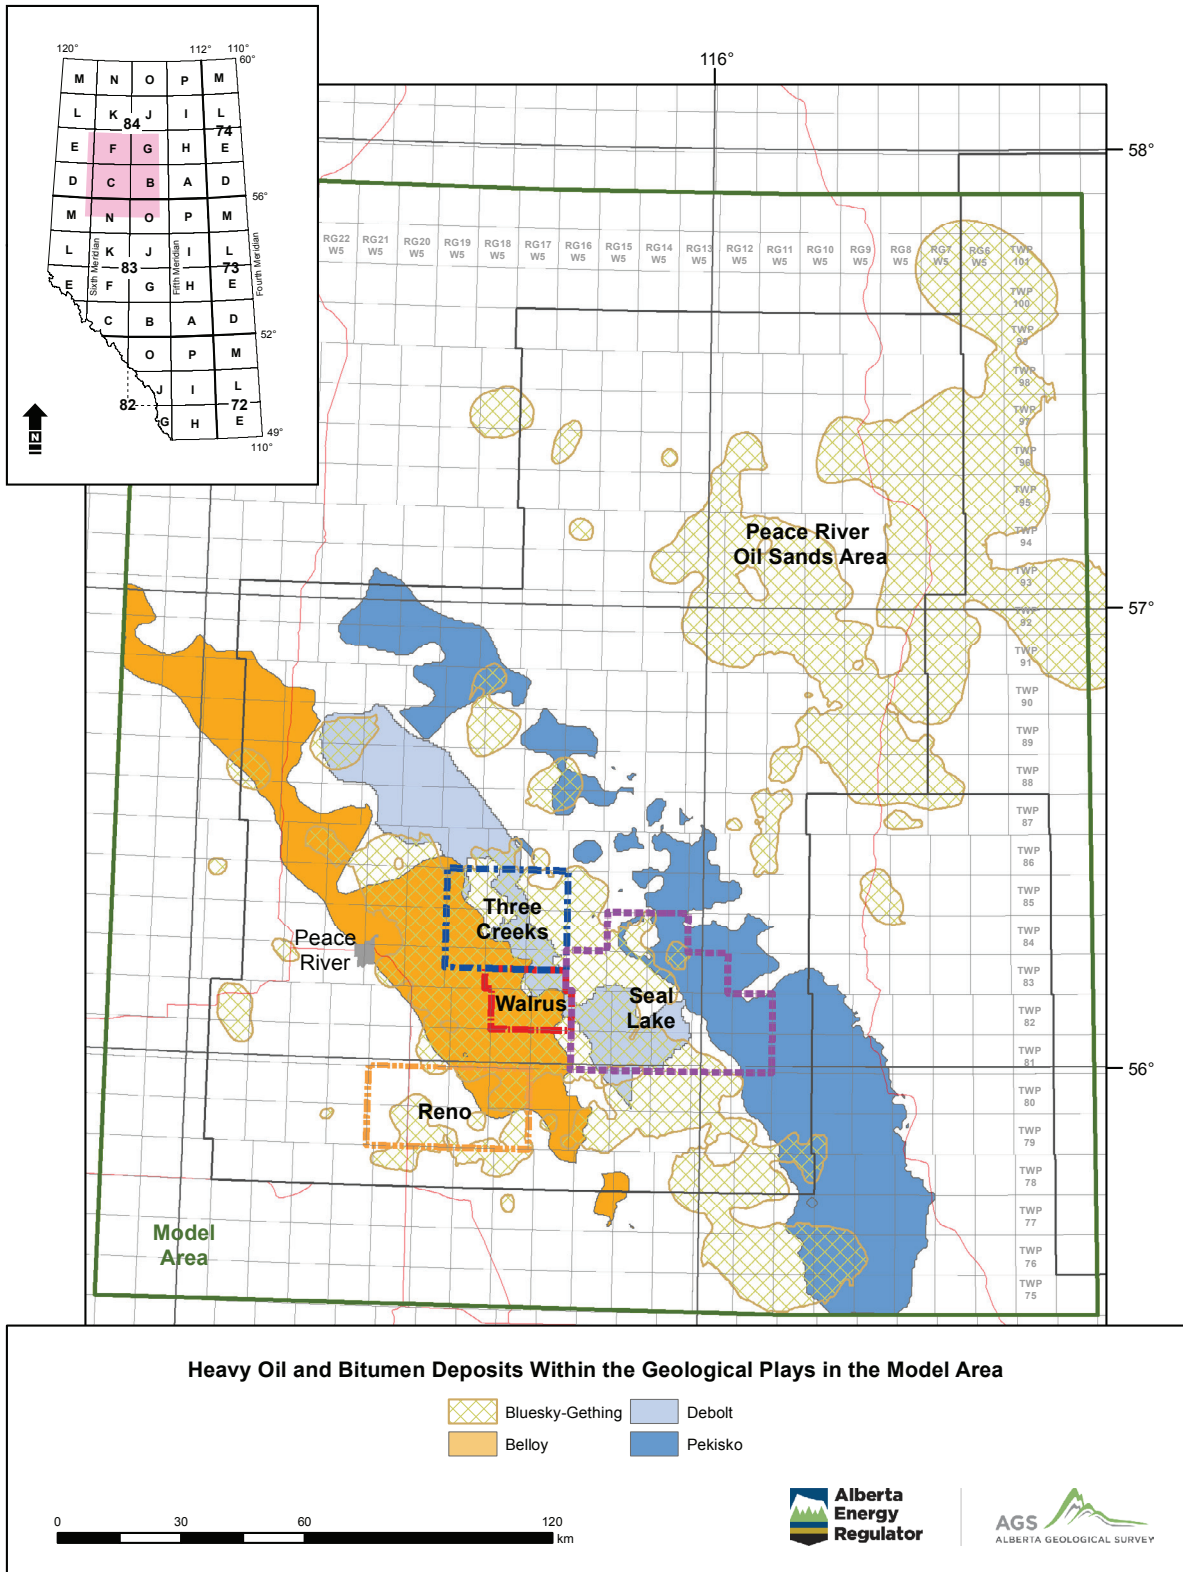 120°
112°
110°
60°
M N O P M
L K J I L
84
74
E F G H E
D C B A D
56°
M N O P M
L K J I L
83
73
Sixth Meridian
Fifth Meridian
Fourth Meridian
E F G H E
C B A D
52°
O P M
J I L
82
72
G H E
49°
110°
N
116°
58°
57°
56°
RG22 W5
RG21 W5
RG20 W5
RG19 W5
RG18 W5
RG17 W5
RG16 W5
RG15 W5
RG14 W5
RG13 W5
RG12 W5
RG11 W5
RG10 W5
RG9 W5
RG8 W5
RG7 W5
RG6 W5
TWP 101
TWP 100
TWP 99
TWP 98
TWP 97
TWP 96
TWP 95
TWP 94
TWP 93
TWP 92
TWP 91
TWP 90
TWP 89
TWP 88
TWP 87
TWP 86
TWP 85
TWP 84
TWP 83
TWP 82
TWP 81
TWP 80
TWP 79
TWP 78
TWP 77
TWP 76
TWP 75
Peace River
Oil Sands Area
Three
Creeks
Peace
River
Walrus
Seal
Lake
Reno
Model
Area
Heavy Oil and Bitumen Deposits Within the Geological Plays in the Model Area
Bluesky-Gething
Debolt
Belloy
Pekisko
0 30 60 120
km
Alberta
Energy
Regulator
AGS
ALBERTA GEOLOGICAL SURVEY